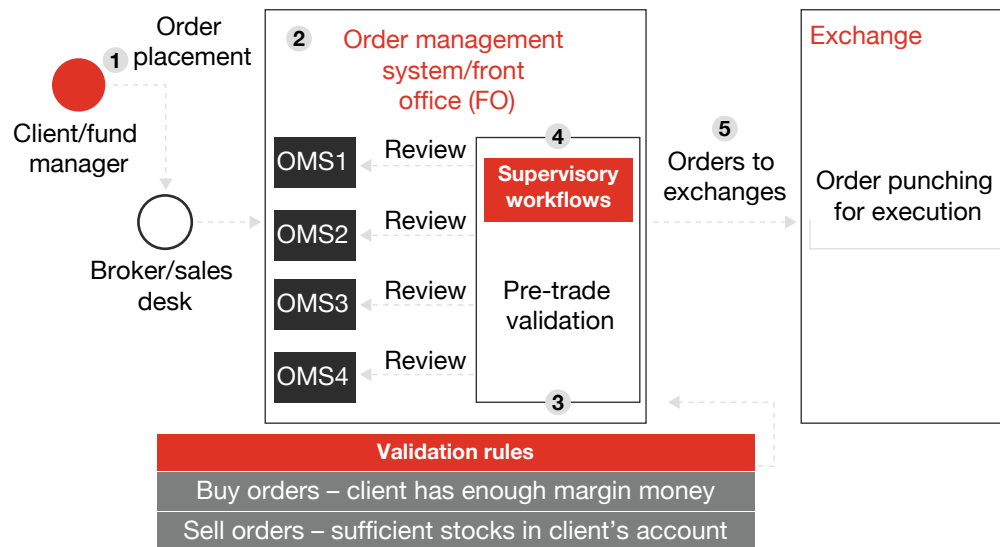 1
Order
placement
Client/fund
manager
Broker/sales
desk
2
Order management
system/front
office (FO)
OMS1
Review
OMS2
Review
OMS3
Review
OMS4
Review
4
Supervisory
workflows
Pre-trade
validation
3
5
Orders to
exchanges
Exchange
Order punching
for execution
Validation rules
Buy orders – client has enough margin money
Sell orders – sufficient stocks in client’s account